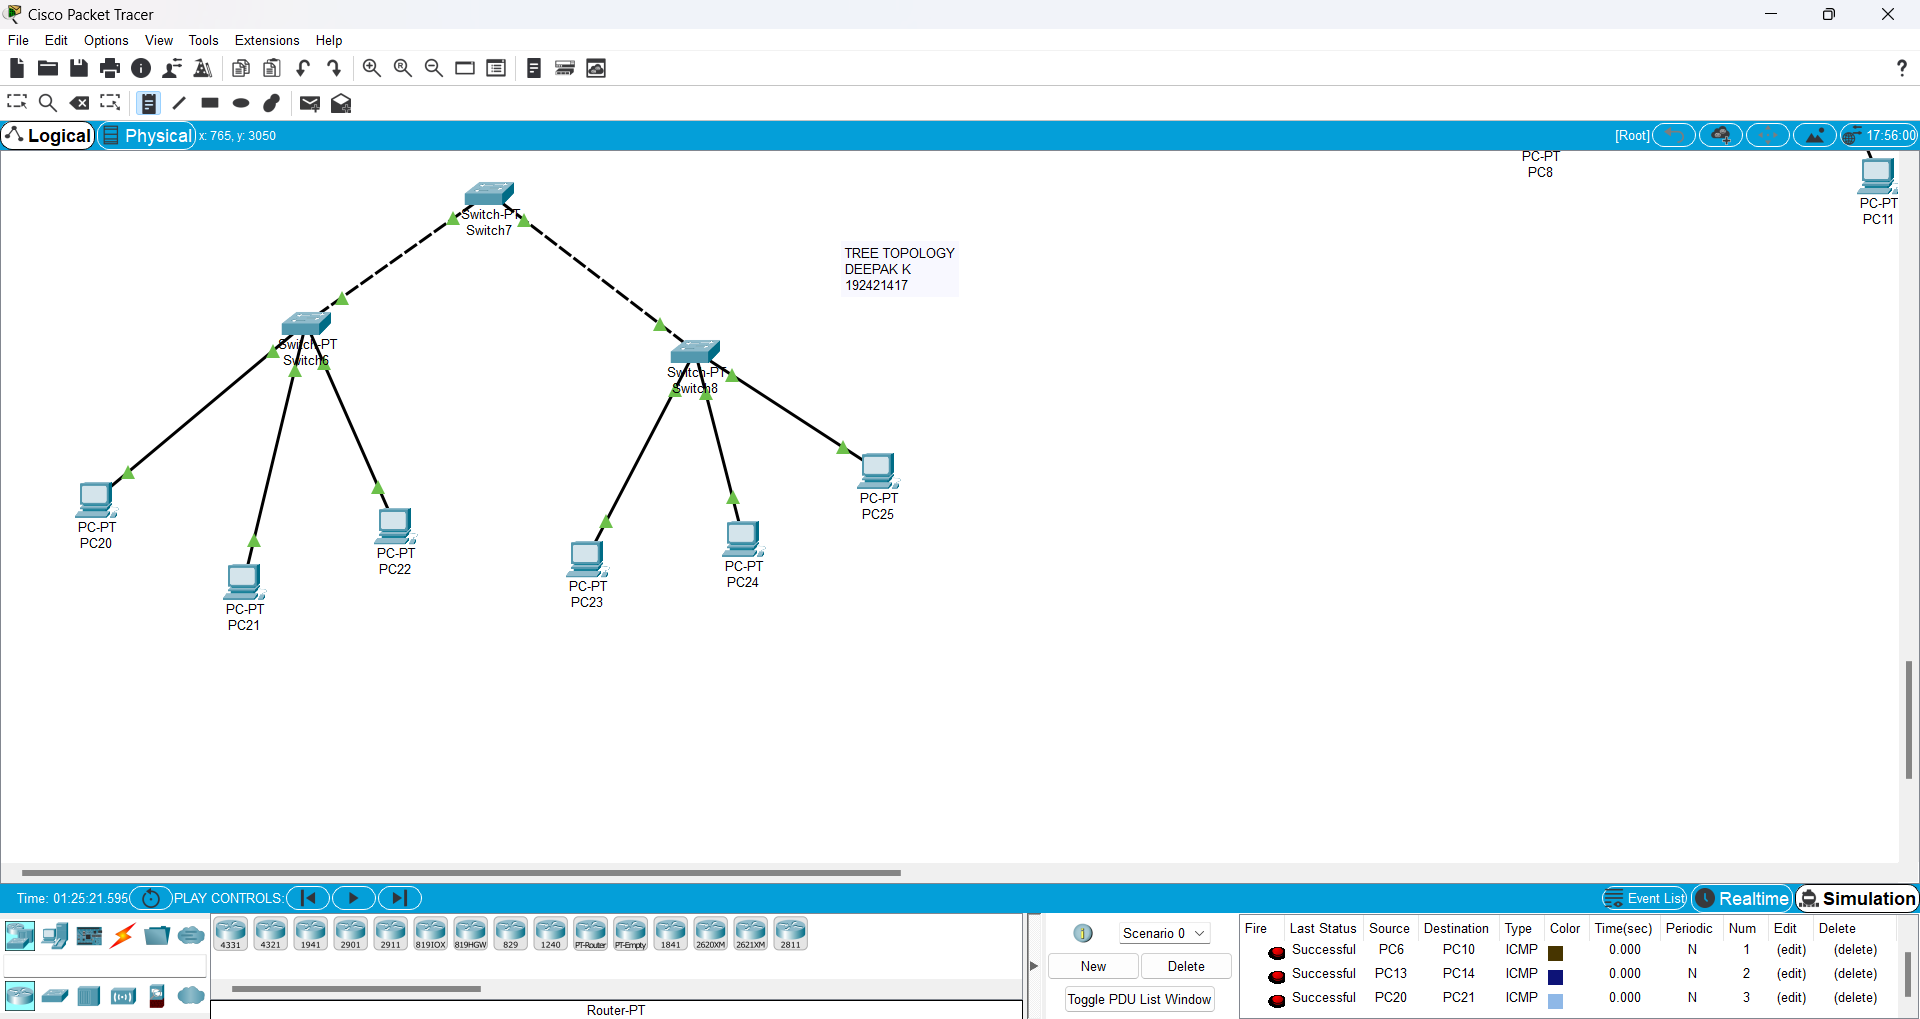 Cisco Packet Tracer
File Edit Options View Tools Extensions Help
Logical Physical x: 765, y: 3050 [Root] 17:56:00
PC-PT
PC8
PC-PT
PC11
Switch-PT
Switch7
TREE TOPOLOGY
DEEPAK K
192421417
Switch-PT
Switch6
Switch-PT
Switch8
PC-PT
PC20
PC-PT
PC21
PC-PT
PC22
PC-PT
PC23
PC-PT
PC24
PC-PT
PC25
Time: 01:25:21.595 PLAY CONTROLS: Event List Realtime Simulation
4331 4321 1941 2901 2911 819IOX 819HGW 829 1240 PT-Router PT-Empty 1841 2620XM 2621XM 2811
Router-PT
Scenario 0
New Delete
Toggle PDU List Window
Fire Last Status Source Destination Type Color Time(sec) Periodic Num Edit Delete
Successful PC6 PC10 ICMP 0.000 N 1 (edit) (delete)
Successful PC13 PC14 ICMP 0.000 N 2 (edit) (delete)
Successful PC20 PC21 ICMP 0.000 N 3 (edit) (delete)